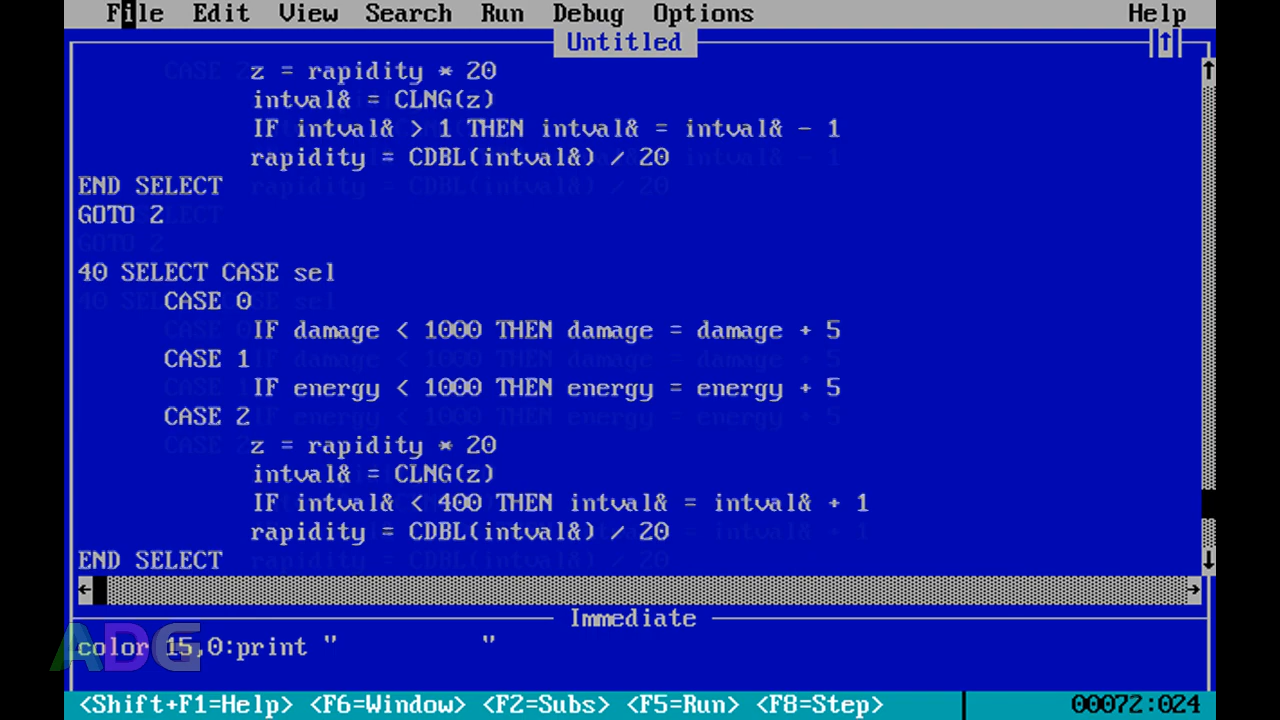 File Edit View Search Run Debug Options Help
Untitled
z = rapidity * 20
intval& = CLNG(z)
IF intval& > 1 THEN intval& = intval& - 1
rapidity = CDBL(intval&) / 20
END SELECT
GOTO 2
40 SELECT CASE sel
CASE 0
IF damage < 1000 THEN damage = damage + 5
CASE 1
IF energy < 1000 THEN energy = energy + 5
CASE 2
z = rapidity * 20
intval& = CLNG(z)
IF intval& < 400 THEN intval& = intval& + 1
rapidity = CDBL(intval&) / 20
END SELECT
Immediate
color 15,0:print "           "
ADG
<Shift+F1=Help> <F6=Window> <F2=Subs> <F5=Run> <F8=Step> 00072:024